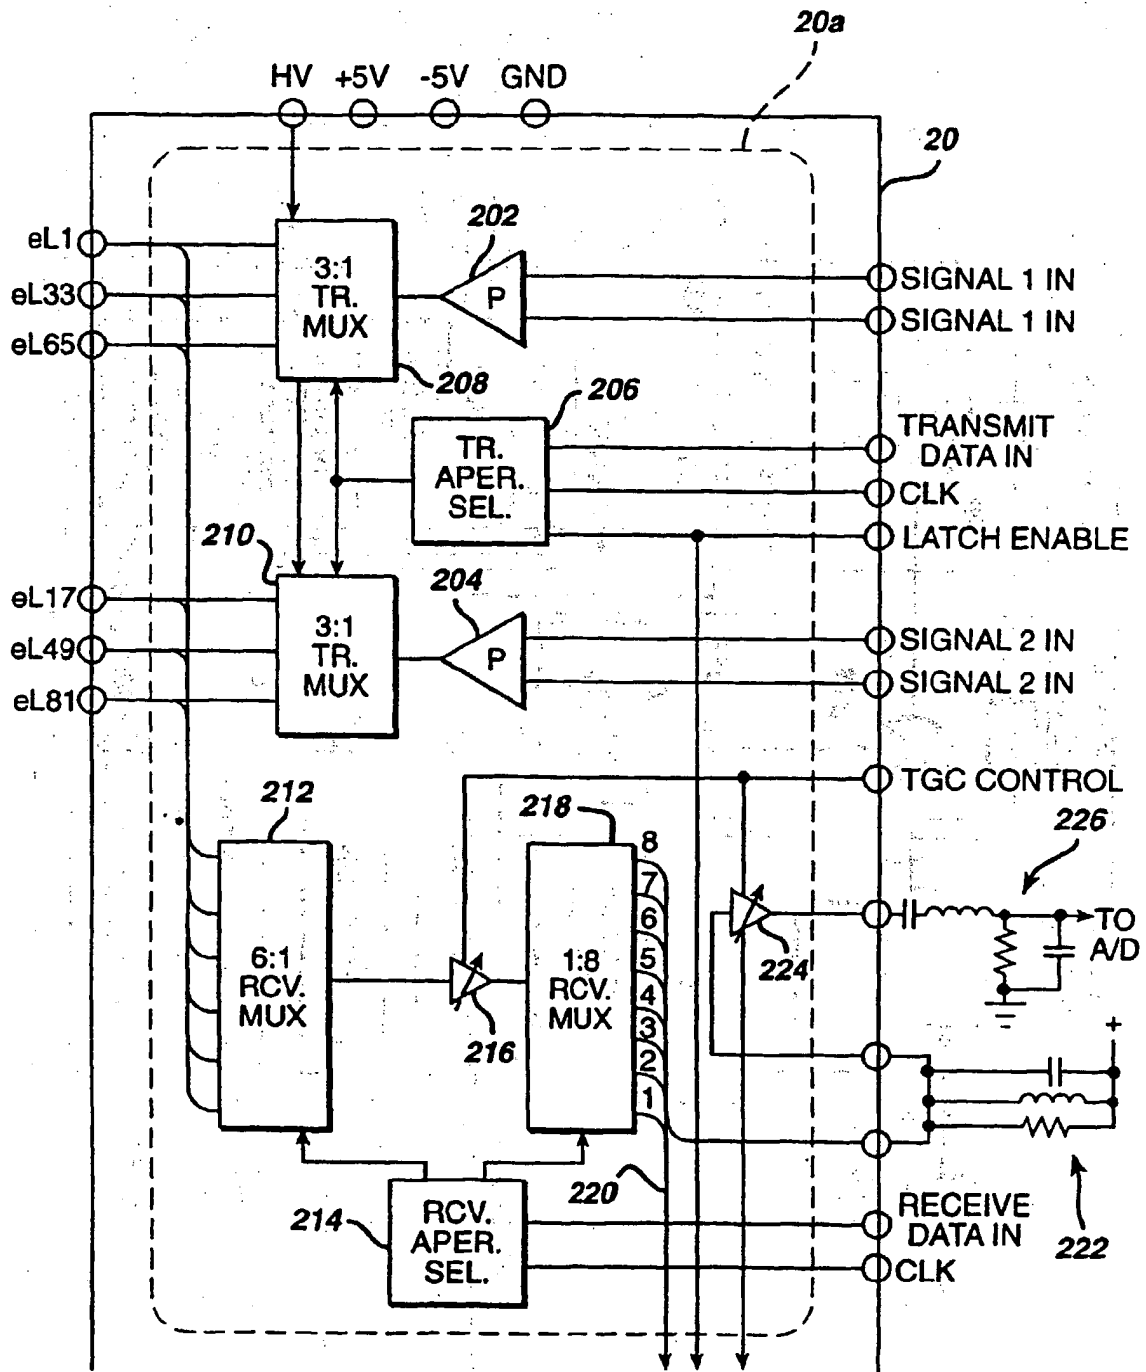 20a
HV +5V -5V GND
20
eL1
eL33
eL65
3:1
TR.
MUX
202
P
208
SIGNAL 1 IN
SIGNAL 1 IN
206
TR.
APER.
SEL.
TRANSMIT
DATA IN
CLK
LATCH ENABLE
210
eL17
eL49
eL81
3:1
TR.
MUX
204
P
SIGNAL 2 IN
SIGNAL 2 IN
TGC CONTROL
212
6:1
RCV.
MUX
216
218
1:8
RCV.
MUX
8
7
6
5
4
3
2
1
224
226
TO
A/D
+
222
220
214
RCV.
APER.
SEL.
RECEIVE
DATA IN
CLK